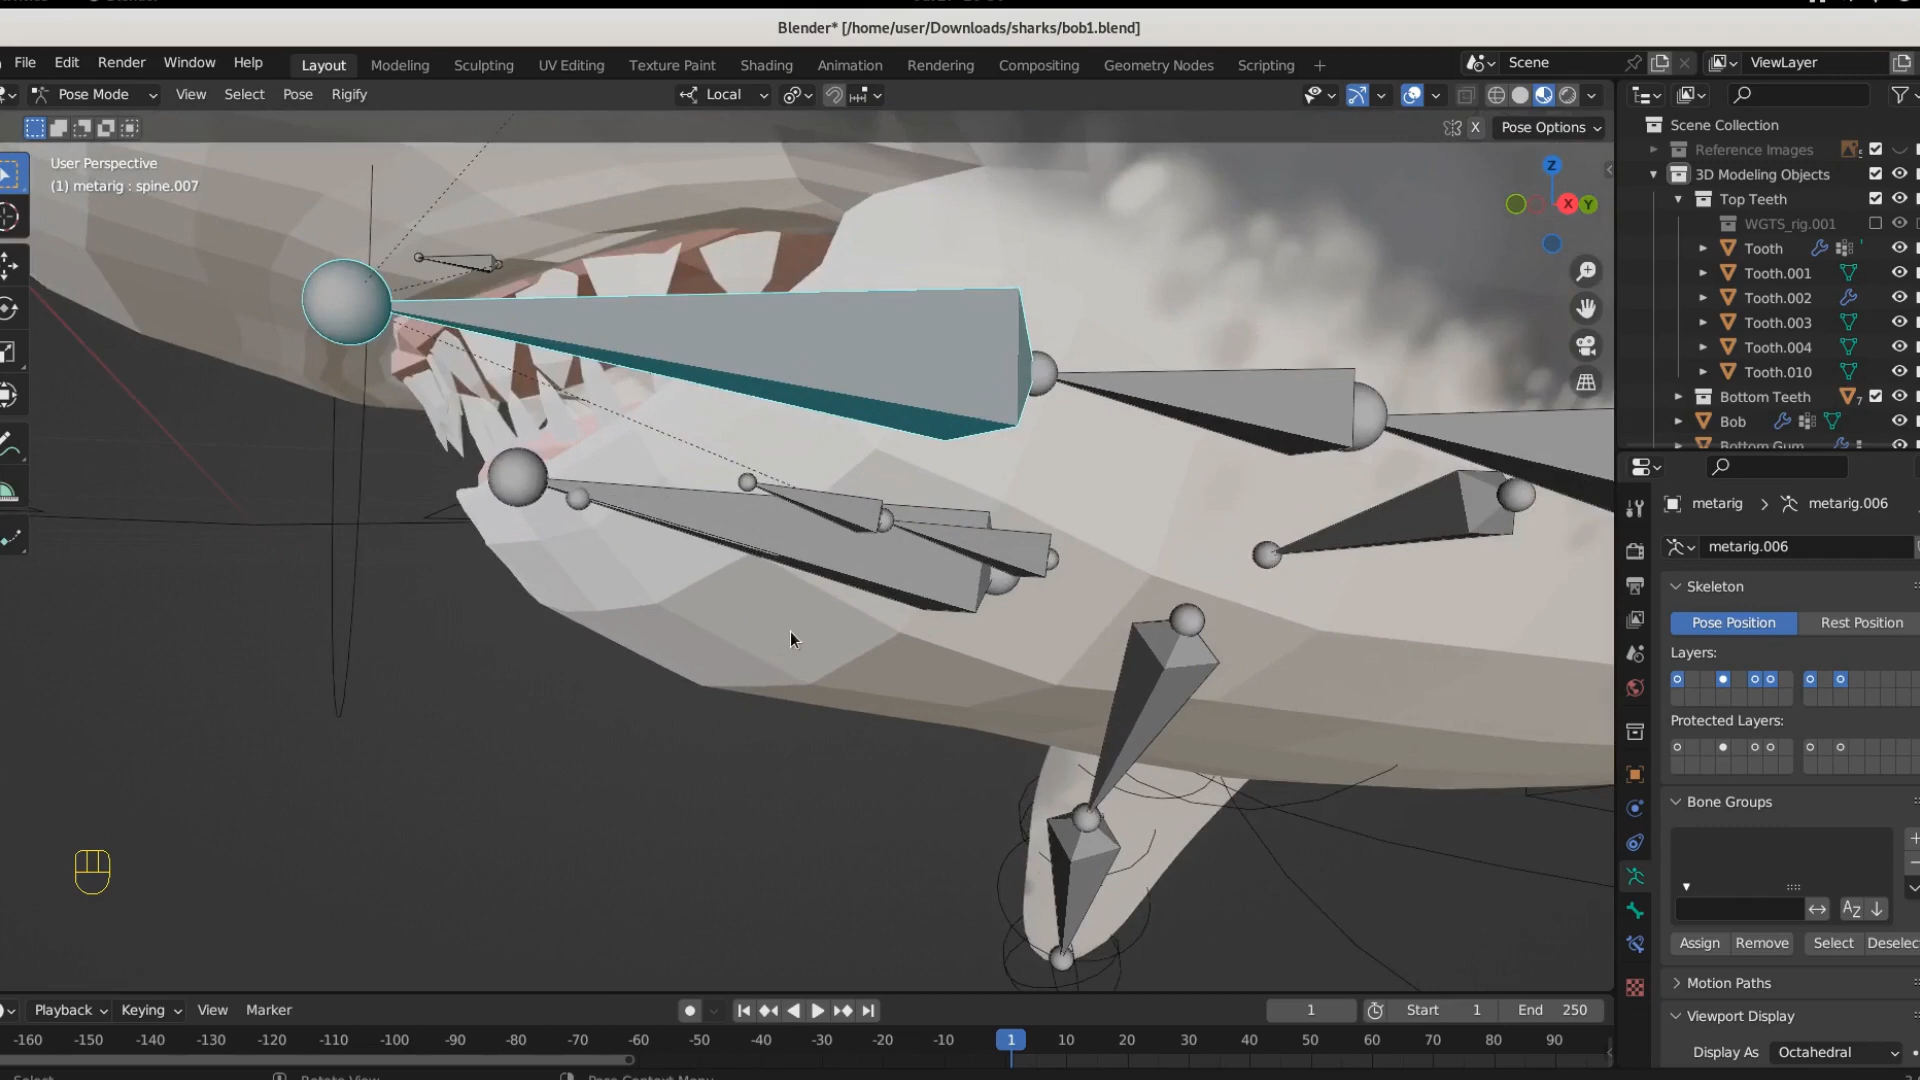 Blender* [/home/user/Downloads/sharks/bob1.blend]
File Edit Render Window Help Layout Modeling Sculpting UV Editing Texture Paint Shading Animation Rendering Compositing Geometry Nodes Scripting + Scene ViewLayer
Pose Mode View Select Pose Rigify Local
X Pose Options
User Perspective
(1) metarig : spine.007
Z
X Y
Scene Collection
Reference Images
3D Modeling Objects
Top Teeth
WGTS_rig.001
Tooth
Tooth.001
Tooth.002
Tooth.003
Tooth.004
Tooth.010
Bottom Teeth 7
Bob
Bottom Gum
metarig > metarig.006
metarig.006
Skeleton
Pose Position Rest Position
Layers:
Protected Layers:
Bone Groups
Assign Remove Select Deselec
Motion Paths
Viewport Display
Display As Octahedral
Playback Keying View Marker 1 Start 1 End 250
-160 -150 -140 -130 -120 -110 -100 -90 -80 -70 -60 -50 -40 -30 -20 -10 1 10 20 30 40 50 60 70 80 90